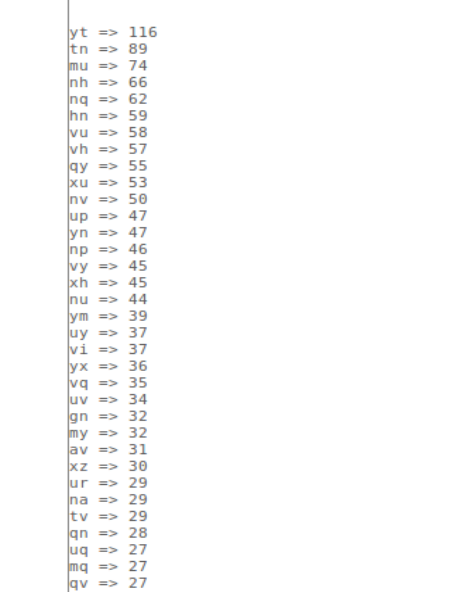 yt => 116
tn => 89
mu => 74
nh => 66
nq => 62
hn => 59
vu => 58
vh => 57
qy => 55
xu => 53
nv => 50
up => 47
yn => 47
np => 46
vy => 45
xh => 45
nu => 44
ym => 39
uy => 37
vi => 37
yx => 36
vq => 35
uv => 34
gn => 32
my => 32
av => 31
xz => 30
ur => 29
na => 29
tv => 29
qn => 28
uq => 27
mq => 27
qv => 27